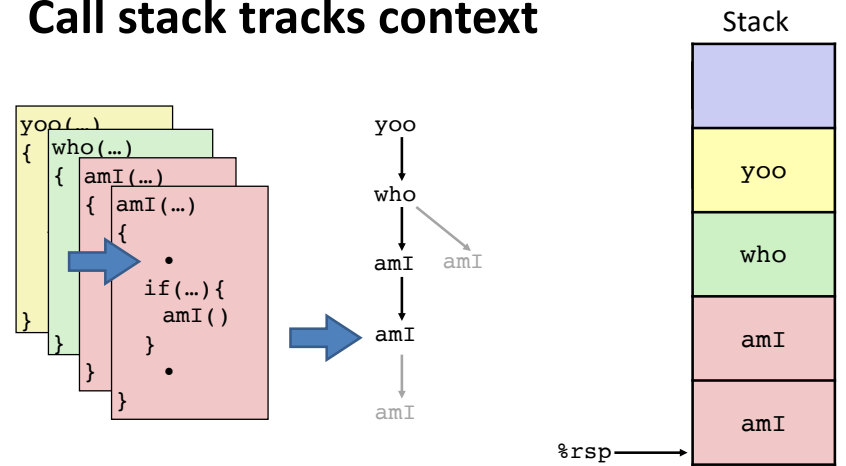 Call stack tracks context
Stack
yoo(…)
{
}
who(…)
{
}
amI(…)
{
}
amI(…)
{
•
if(…){
amI()
}
•
}
yoo
who
amI amI
amI
amI
yoo
who
amI
amI
%rsp